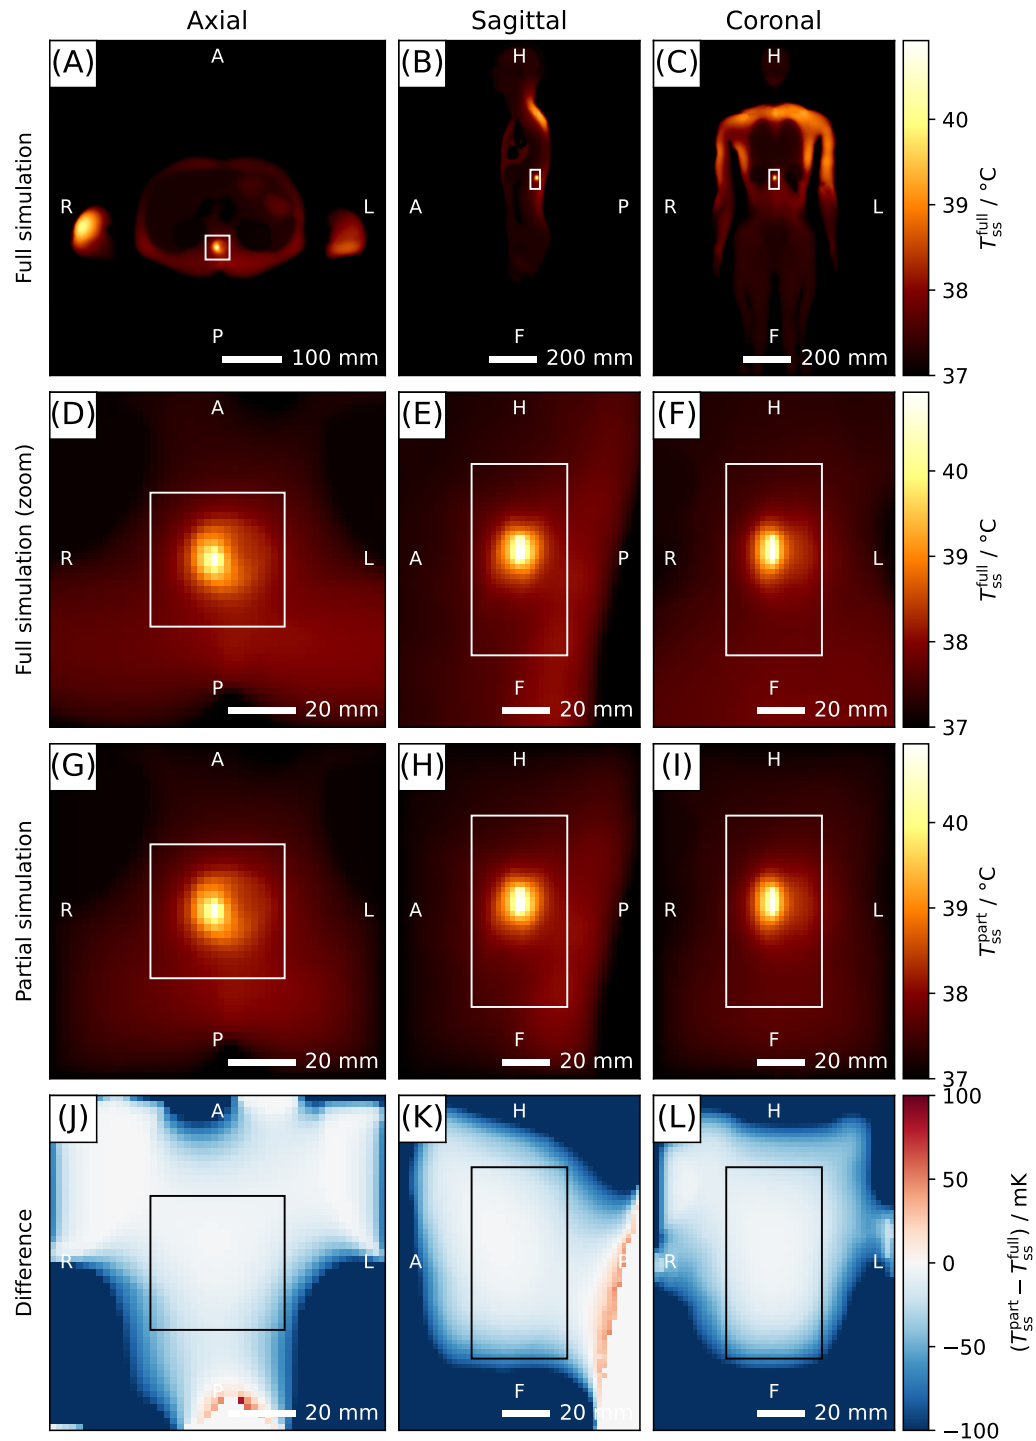 Axial Sagittal Coronal
Full simulation
(A) A R L P 100 mm
(B) H A P F 200 mm
(C) H R L F 200 mm
40
39
38
37
T_ss^full / °C
Full simulation (zoom)
(D) A R L P 20 mm
(E) H A P F 20 mm
(F) H R L F 20 mm
40
39
38
37
T_ss^full / °C
Partial simulation
(G) A R L P 20 mm
(H) H A P F 20 mm
(I) H R L F 20 mm
40
39
38
37
T_ss^part / °C
Difference
(J) A R L P 20 mm
(K) H A P F 20 mm
(L) H R L F 20 mm
100
50
0
−50
−100
(T_ss^part − T_ss^full) / mK